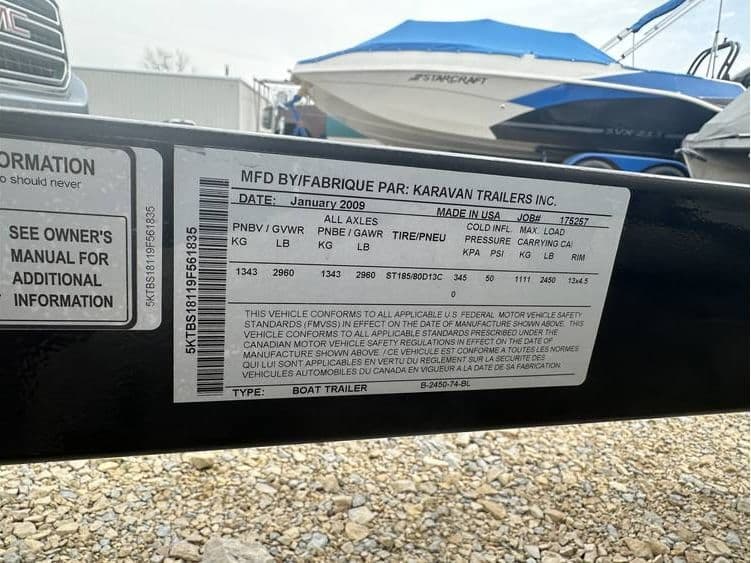 GMC
STARCRAFT
SVX
ORMATION
o should never
SEE OWNER'S
MANUAL FOR
ADDITIONAL
INFORMATION
5KTBS18119F561835
5KTBS18119F561835
MFD BY/FABRIQUE PAR: KARAVAN TRAILERS INC.
DATE: January 2009 MADE IN USA JOB# 175257
PNBV / GVWR ALL AXLES PNBE / GAWR TIRE/PNEU COLD INFL. PRESSURE MAX. LOAD CARRYING CA
KG LB KG LB KPA PSI KG LB RIM
1343 2960 1343 2960 ST185/80D13C 345 50 1111 2450 13x4.5
0
THIS VEHICLE CONFORMS TO ALL APPLICABLE U.S FEDERAL MOTOR VEHICLE SAFETY
STANDARDS (FMVSS) IN EFFECT ON THE DATE OF MANUFACTURE SHOWN ABOVE. THIS
VEHICLE CONFORMS TO ALL APPLICABLE STANDARDS PRESCRIBED UNDER THE
CANADIAN MOTOR VEHICLE SAFETY REGULATIONS IN EFFECT ON THE DATE OF
MANUFACTURE SHOWN ABOVE. / CE VEHICULE EST CONFORME A TOUTES LES NORMES
QUI LUI SONT APPLICABLES EN VERTU DU REGLEMENT SUR LA SECURITE DES
VEHICULES AUTOMOBILES DU CANADA EN VIGUEUR A LA DATE DE SA FABRICATION.
TYPE: BOAT TRAILER B-2450-74-BL